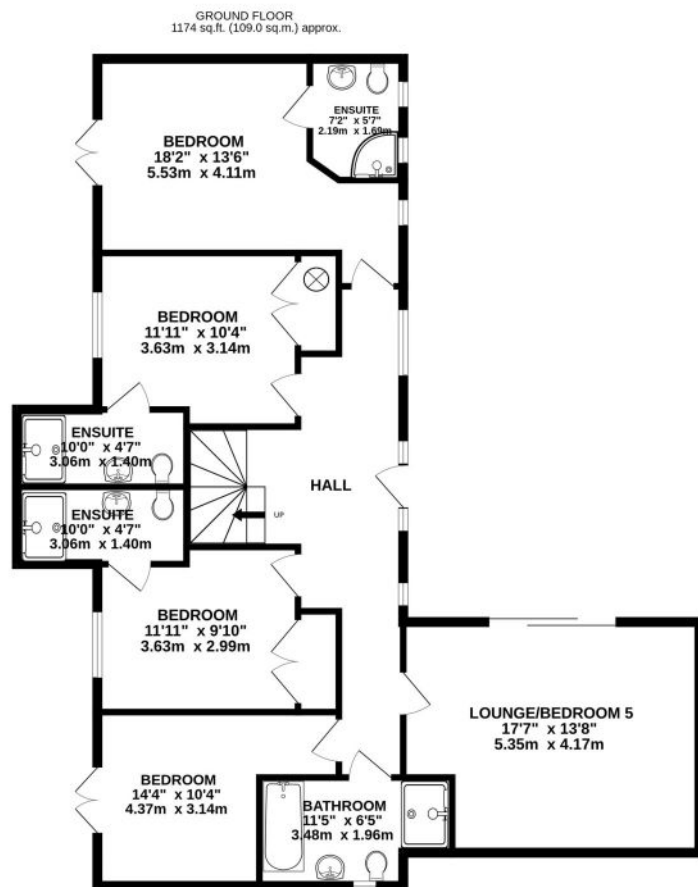 GROUND FLOOR
1174 sq.ft. (109.0 sq.m.) approx.
ENSUITE
7'2" x 5'7"
2.19m x 1.69m
BEDROOM
18'2" x 13'6"
5.53m x 4.11m
BEDROOM
11'11" x 10'4"
3.63m x 3.14m
ENSUITE
10'0" x 4'7"
3.06m x 1.40m
HALL
UP
ENSUITE
10'0" x 4'7"
3.06m x 1.40m
BEDROOM
11'11" x 9'10"
3.63m x 2.99m
LOUNGE/BEDROOM 5
17'7" x 13'8"
5.35m x 4.17m
BEDROOM
14'4" x 10'4"
4.37m x 3.14m
BATHROOM
11'5" x 6'5"
3.48m x 1.96m